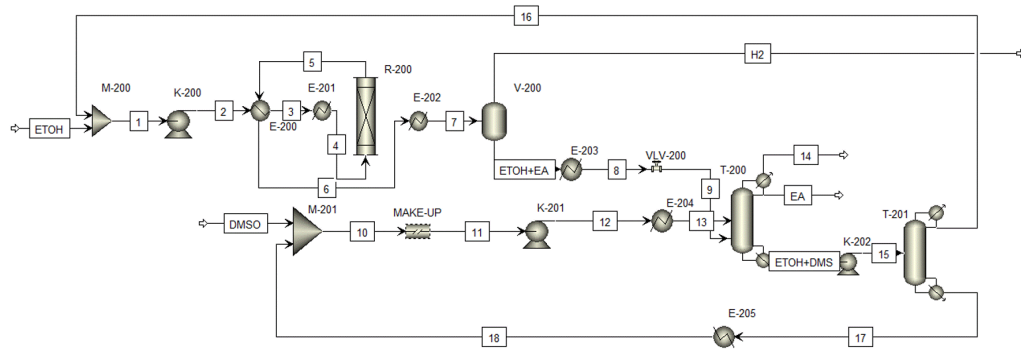 16
H2
5
R-200
V-200
M-200
K-200
E-201
E-202
1
2
3
7
ETOH
E-200
4
E-203
VLV-200
T-200
14
ETOH+EA
8
6
9
EA
DMSO
M-201
MAKE-UP
K-201
E-204
T-201
10
11
12
13
K-202
ETOH+DMS
15
E-205
18
17